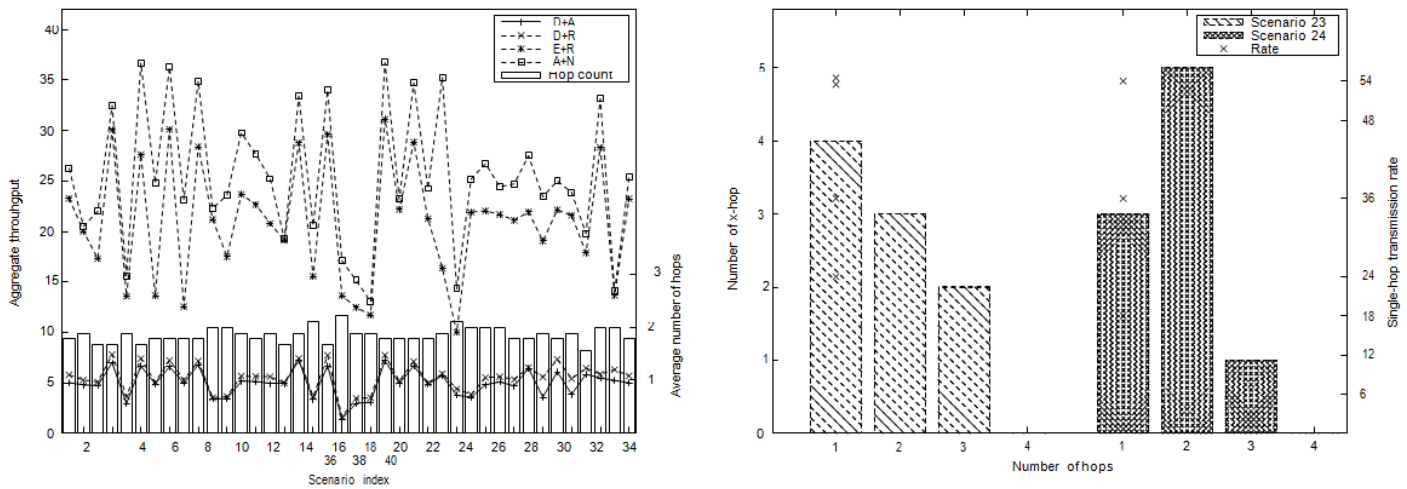 40
35
30
25
20
15
10
5
0
Aggregate throuhgput
D+A
D+R
E+R
A+N
Hop count
3
2
1
Average number of hops
2 4 6 8 10 12 14 16 18 20 22 24 26 28 30 32 34
36 38 40
Scenario index
5
4
3
2
1
0
Number of x-hop
Scenario 23
Scenario 24
Rate
54
48
36
24
18
12
6
Single-hop transmission rate
1 2 3 4 1 2 3 4
Number of hops